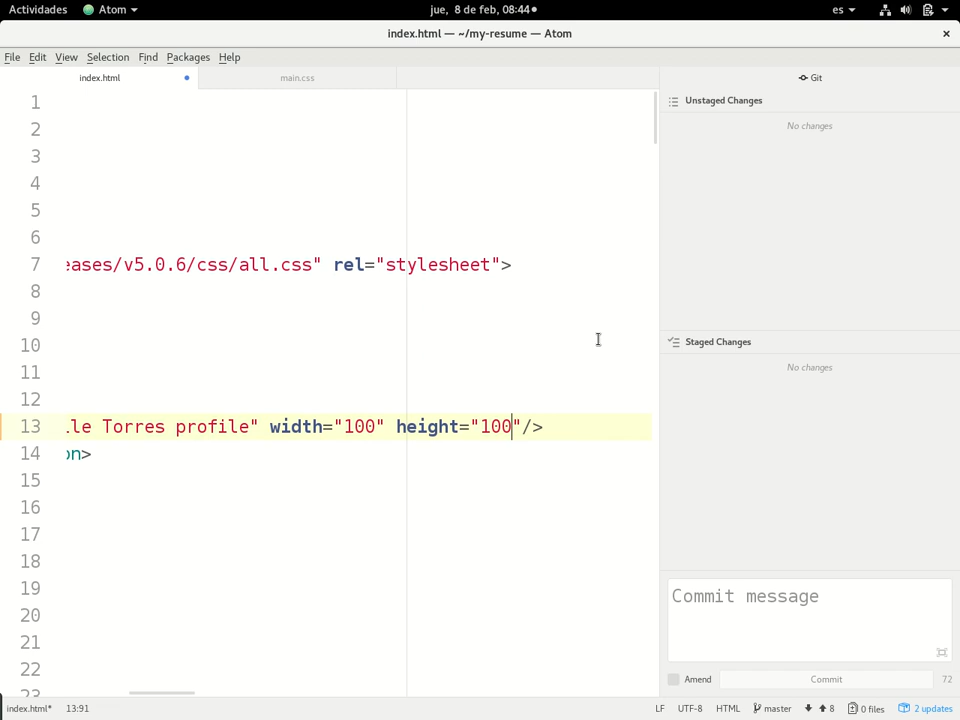 Actividades Atom jue, 8 de feb, 08:44 es
index.html — ~/my-resume — Atom
File Edit View Selection Find Packages Help
index.html main.css Git
Unstaged Changes
No changes
1
2
3
4
5
6
7 eases/v5.0.6/css/all.css" rel="stylesheet">
8
9
10
11
12
13 le Torres profile" width="100" height="100"/>
14 on>
15
16
17
18
19
20
21
22
23
Staged Changes
No changes
Commit message
Amend Commit 72
index.html* 13:91 LF UTF-8 HTML master 8 0 files 2 updates